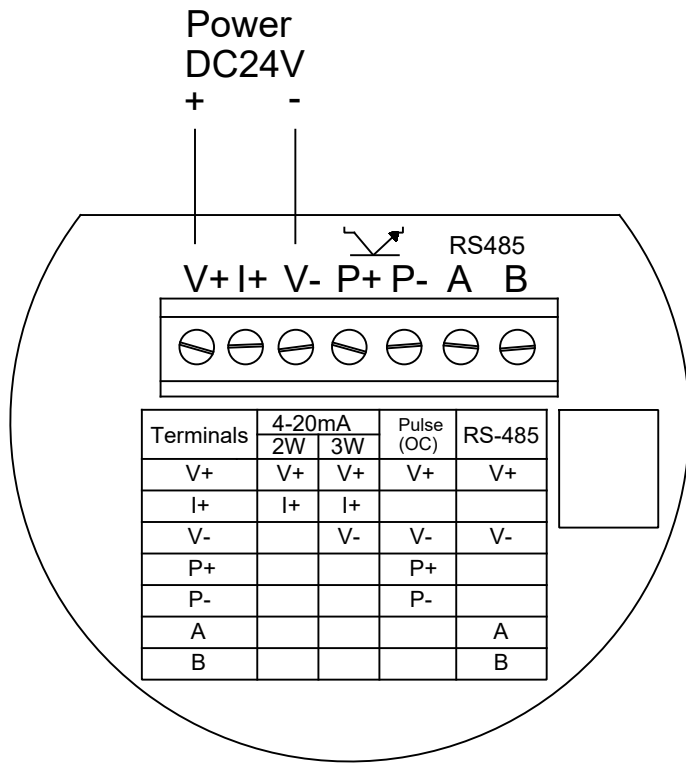 Power
DC24V
+ -
RS485
V+ I+ V- P+ P- A B
Terminals 4-20mA Pulse (OC) RS-485
2W 3W
V+ V+ V+ V+ V+
I+ I+ I+
V- V- V- V-
P+ P+
P- P-
A A
B B